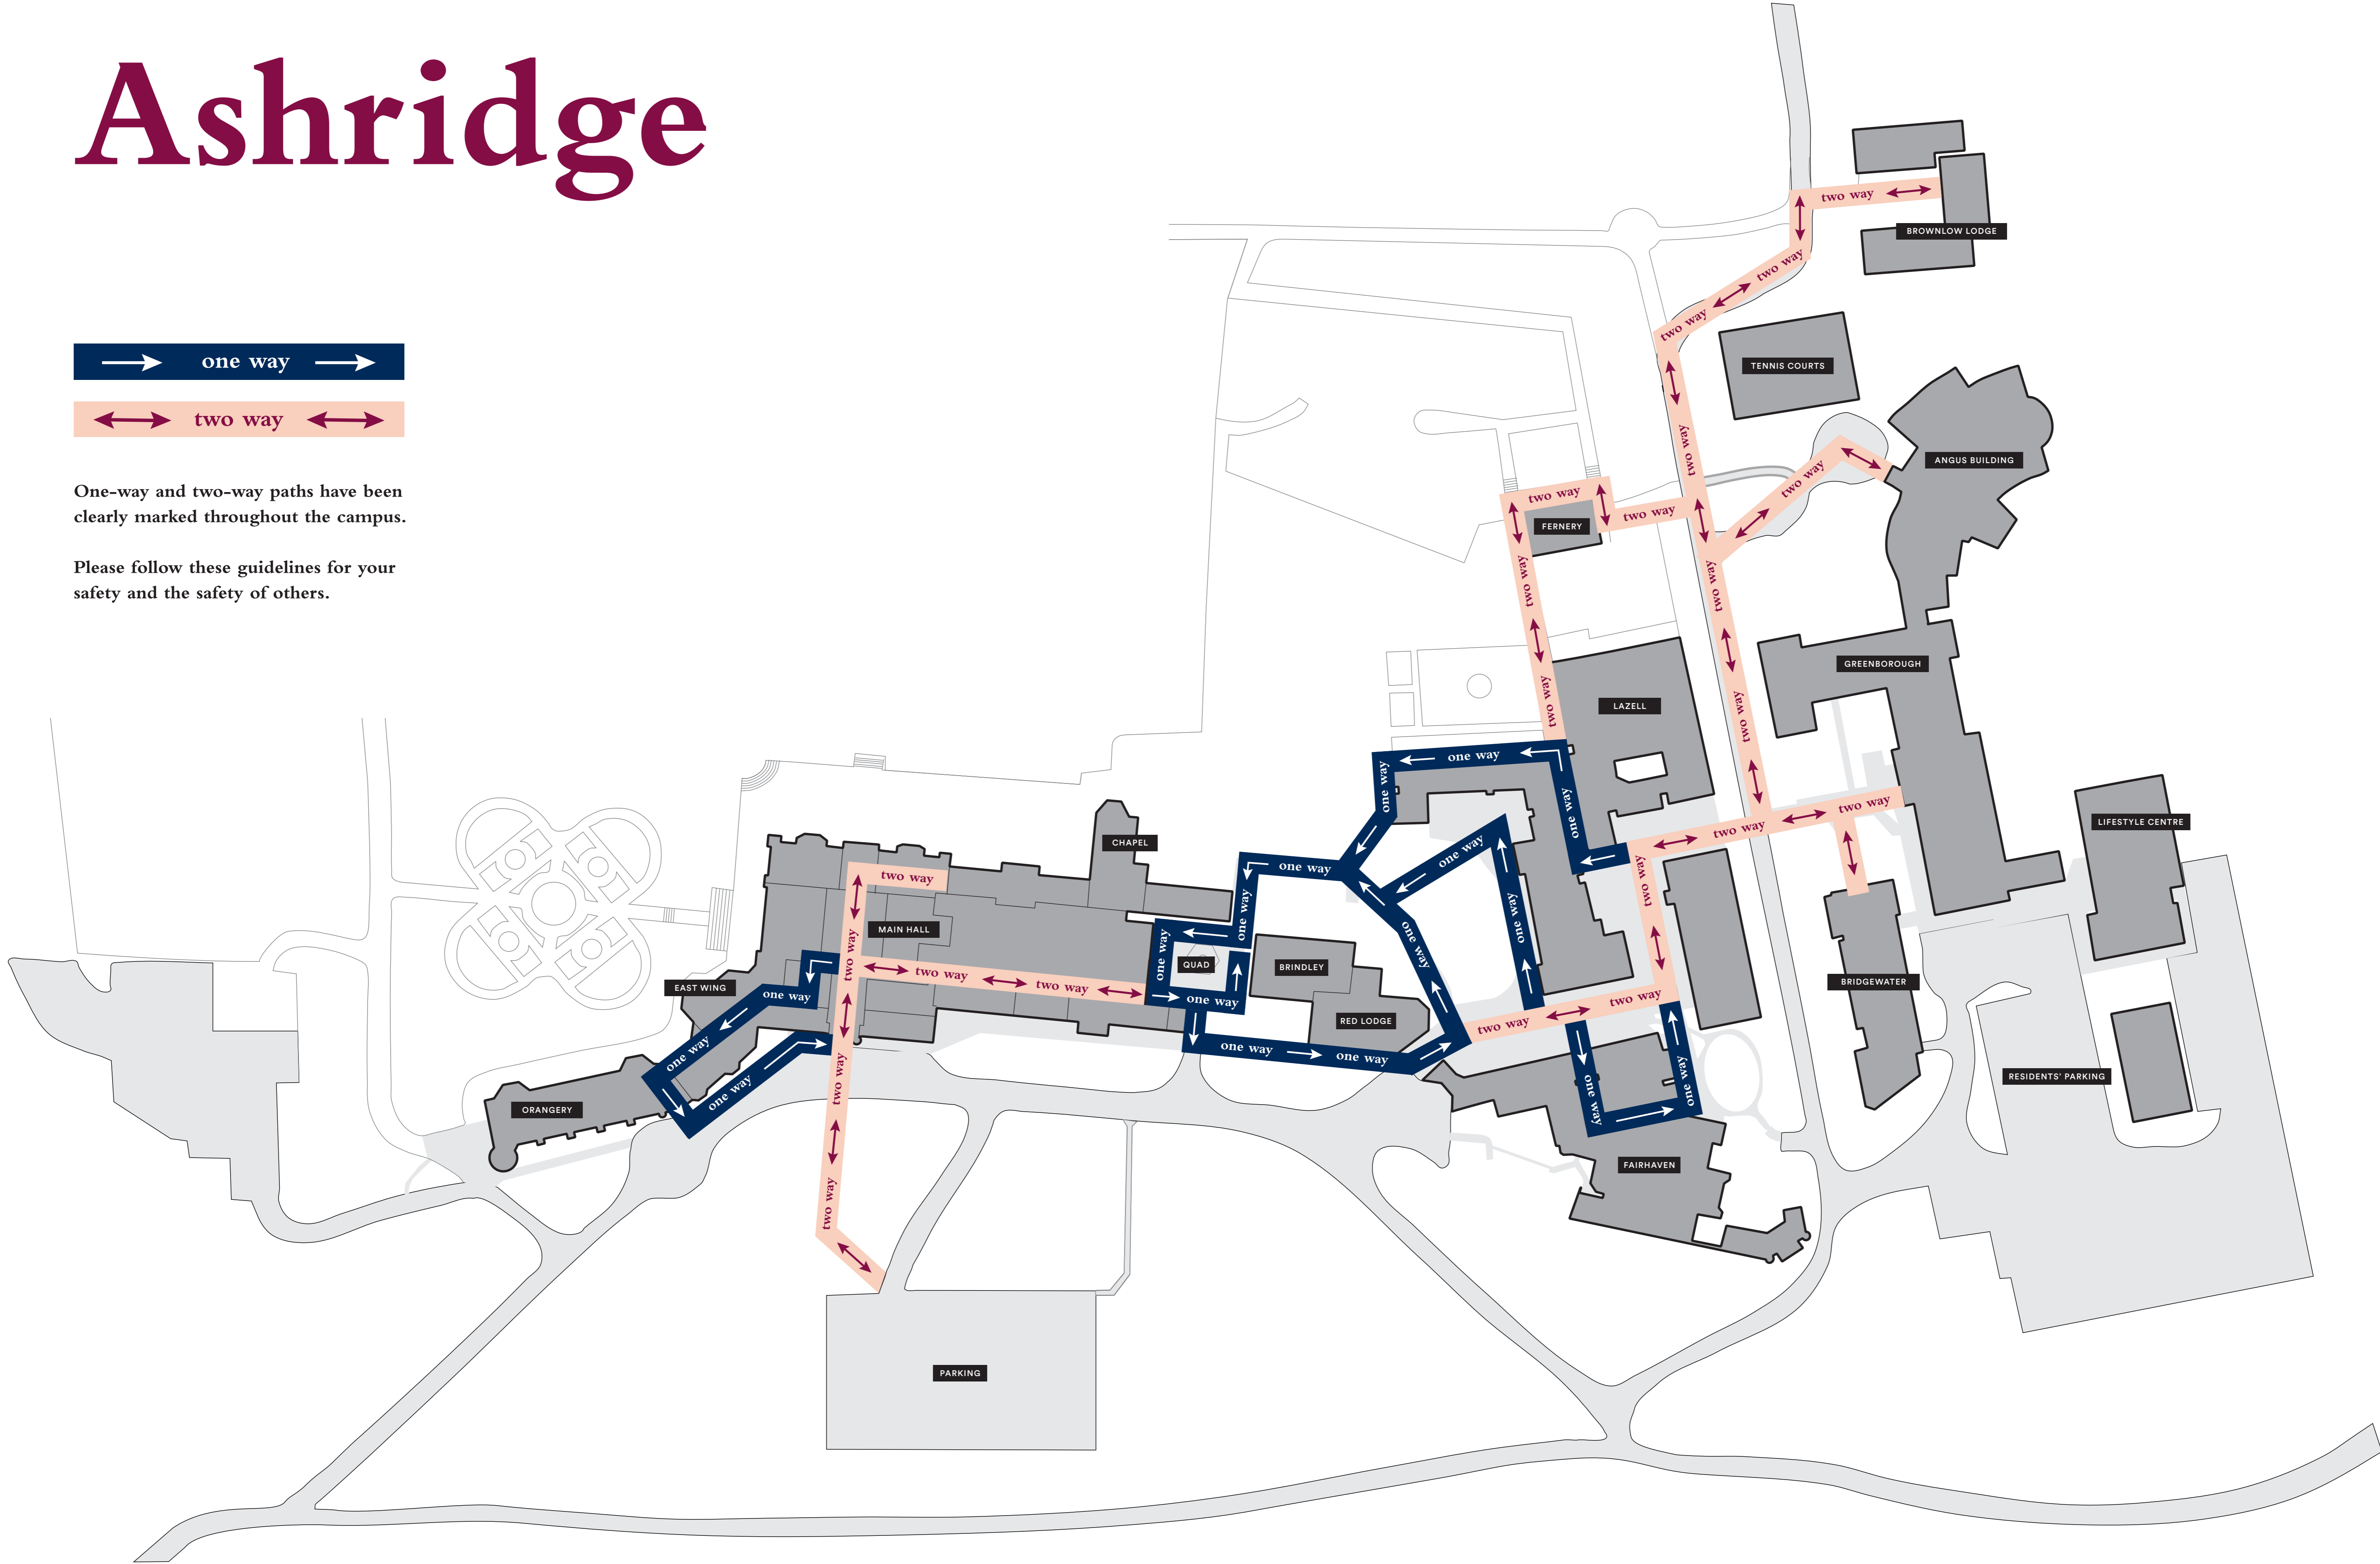 Ashridge
one way
two way
One-way and two-way paths have been
clearly marked throughout the campus.
Please follow these guidelines for your
safety and the safety of others.
two way
BROWNLOW LODGE
two way
two way
TENNIS COURTS
two way
ANGUS BUILDING
two way
two way
two way
FERNERY
two way
two way
GREENBOROUGH
two way
LAZELL
two way
two way
one way
one way
two way
one way
two way
LIFESTYLE CENTRE
CHAPEL
one way
one way
two way
two way
one way
one way
MAIN HALL
one way
two way
one way
one way
QUAD
BRINDLEY
two way
BRIDGEWATER
EAST WING
two way
one way
one way
two way
RED LODGE
two way
one way
one way
one way
two way
RESIDENTS' PARKING
one way
one way
one way
ORANGERY
FAIRHAVEN
two way
PARKING